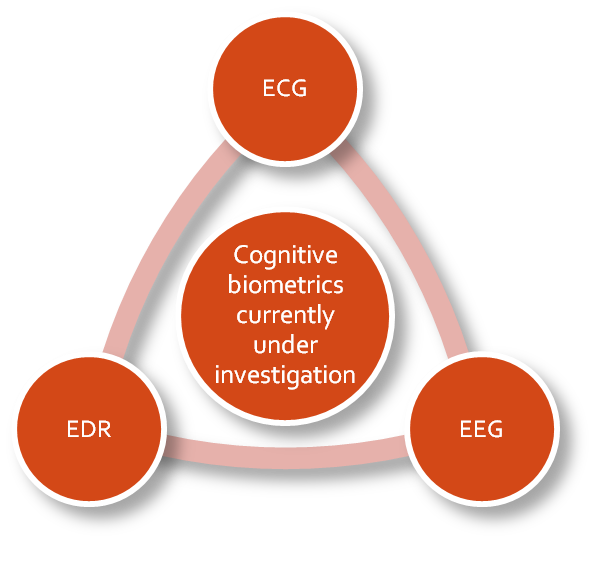 ECG
Cognitive
biometrics
currently
under
investigation
EDR
EEG